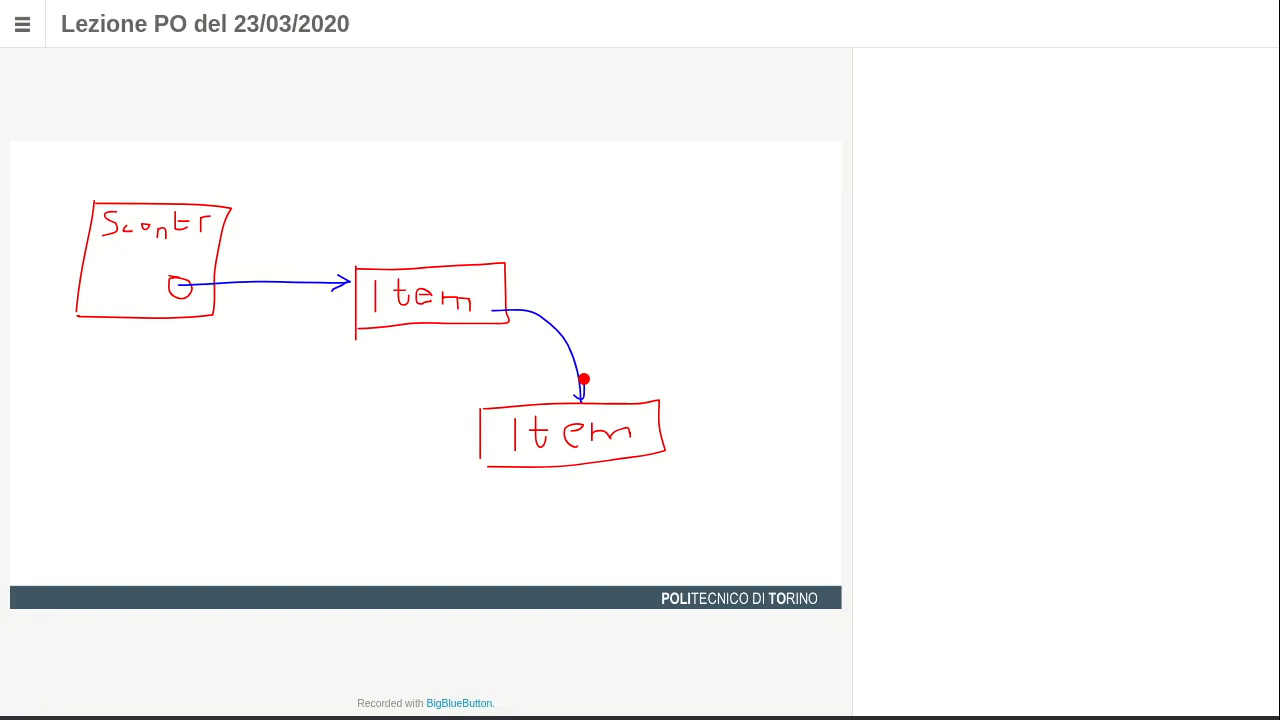 Lezione PO del 23/03/2020
Scontr
Item
Item
POLITECNICO DI TORINO
Recorded with BigBlueButton.